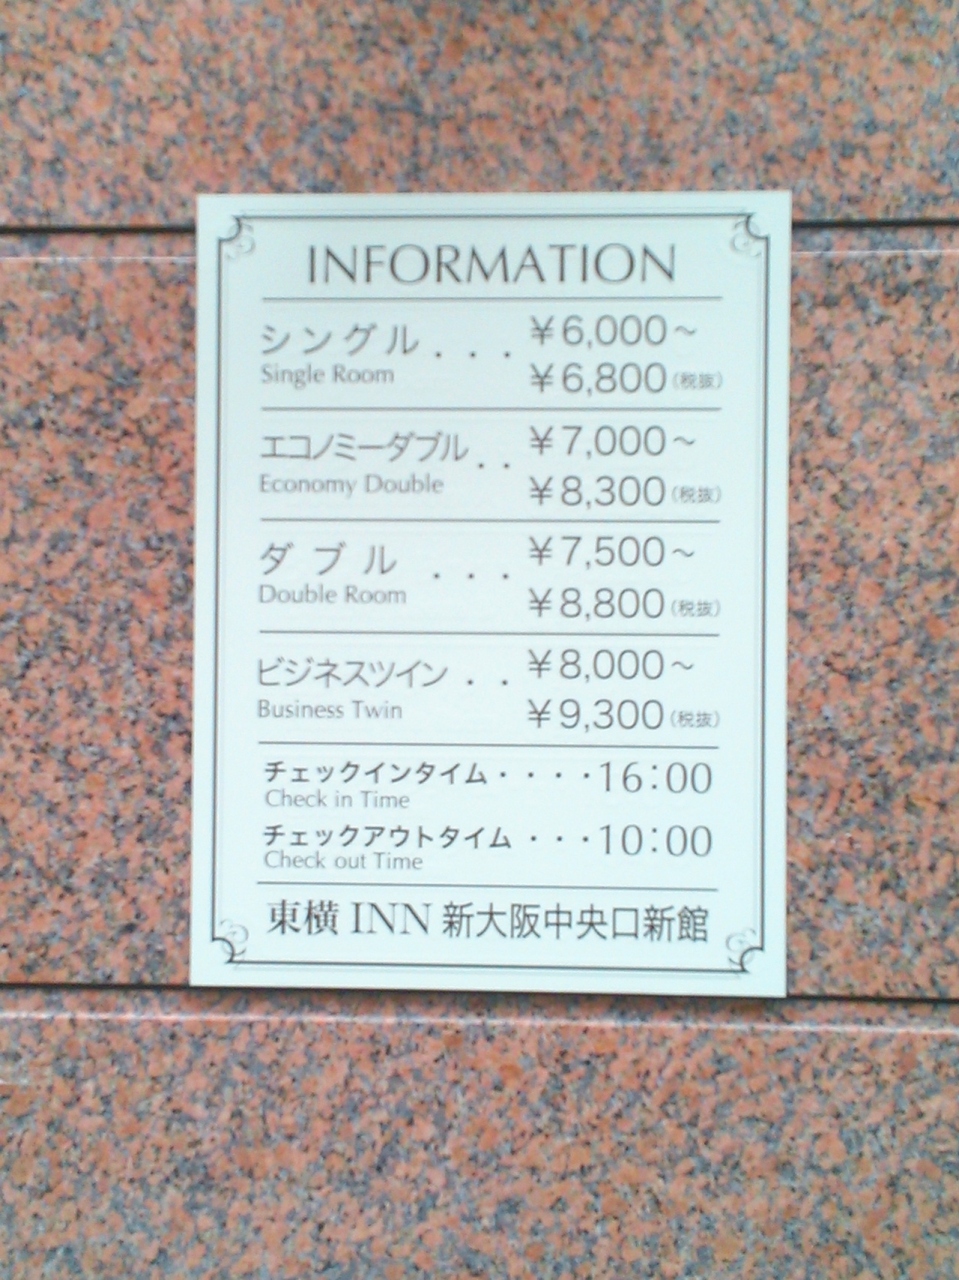 INFORMATION
シングル . . . ￥6,000～
Single Room ￥6,800(税抜)
エコノミーダブル . . ￥7,000～
Economy Double ￥8,300(税抜)
ダブル . . . ￥7,500～
Double Room ￥8,800(税抜)
ビジネスツイン . . ￥8,000～
Business Twin ￥9,300(税抜)
チェックインタイム・・・・16:00
Check in Time
チェックアウトタイム・・・10:00
Check out Time
東横 INN 新大阪中央口新館